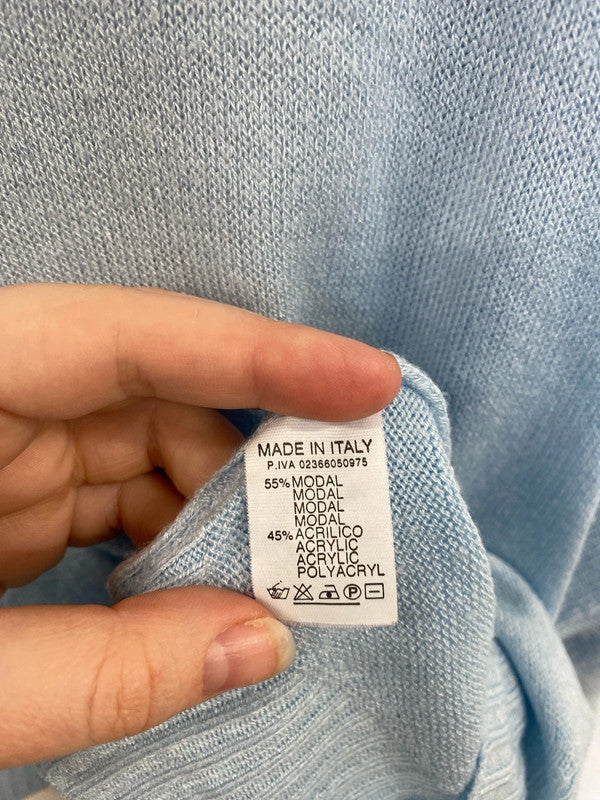 MADE IN ITALY
P.IVA 02366050975
55% MODAL
MODAL
MODAL
MODAL
45% ACRILICO
ACRYLIC
ACRYLIC
POLYACRYL
P